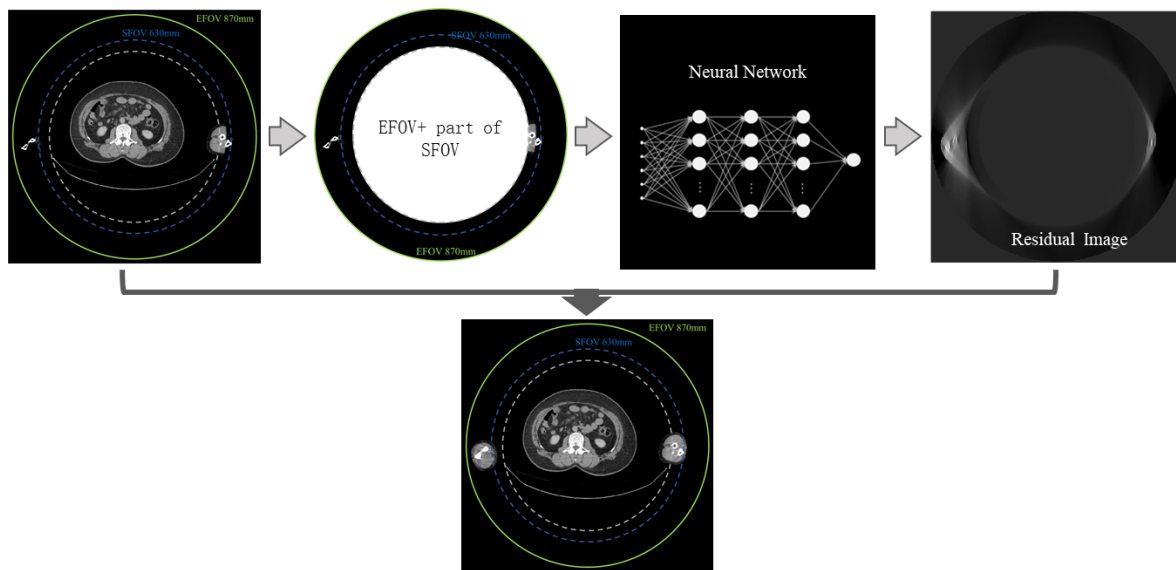 EFOV 870mm
SFOV 630mm
SFOV 630mm
EFOV+ part of
SFOV
EFOV 870mm
Neural Network
Residual Image
EFOV 870mm
SFOV 630mm